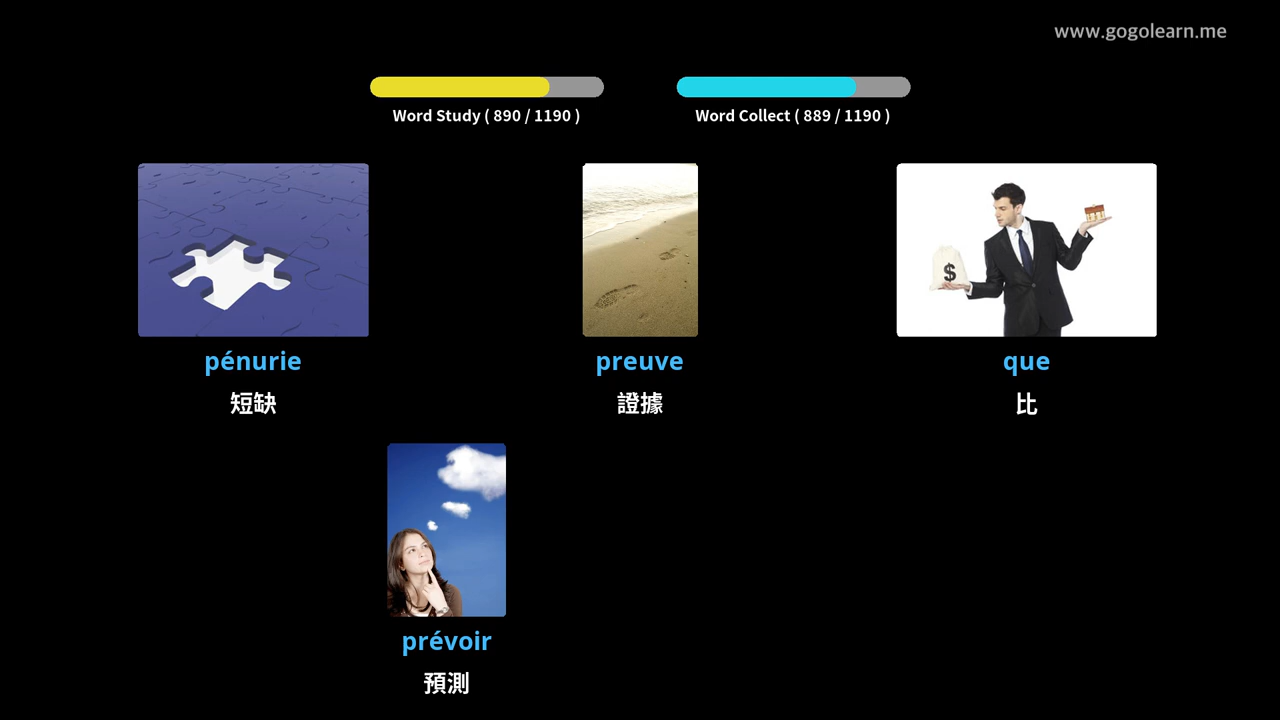 www.gogolearn.me
Word Study ( 890 / 1190 )
Word Collect ( 889 / 1190 )
pénurie
短缺
preuve
證據
que
比
$
prévoir
預測